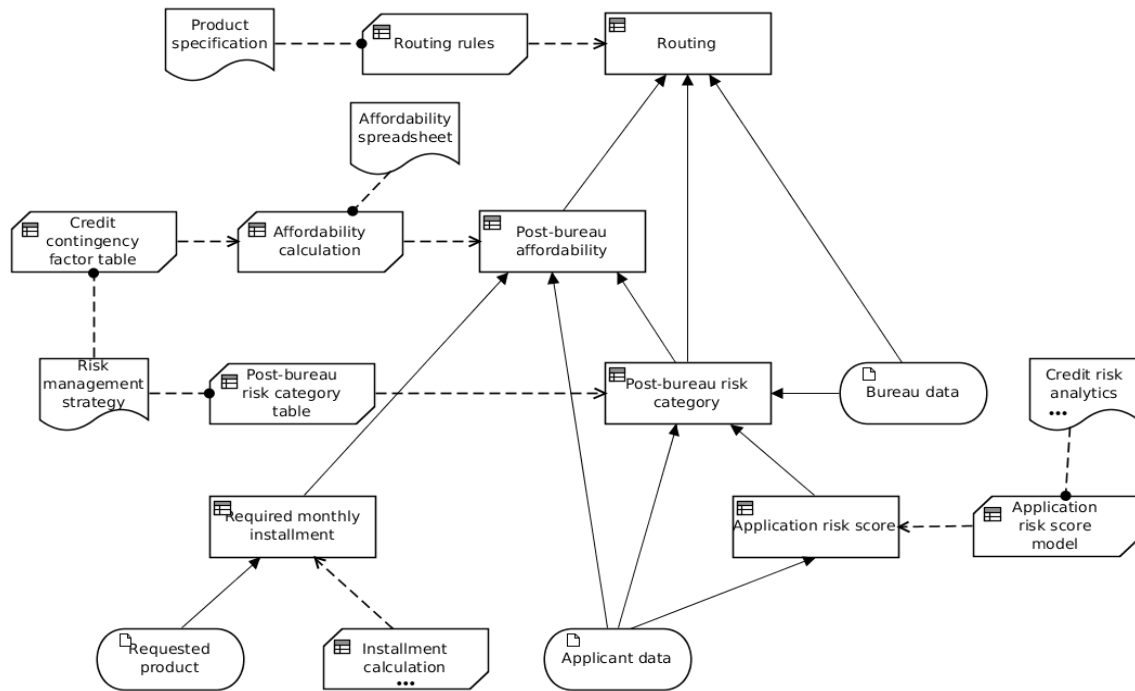 Product
specification
Routing rules
Routing
Affordability
spreadsheet
Credit
contingency
factor table
Affordability
calculation
Post-bureau
affordability
Risk
management
strategy
Post-bureau
risk category
table
Post-bureau risk
category
Bureau data
Credit risk
analytics
...
Required monthly
installment
Application risk score
Application
risk score
model
Requested
product
Installment
calculation
...
Applicant data